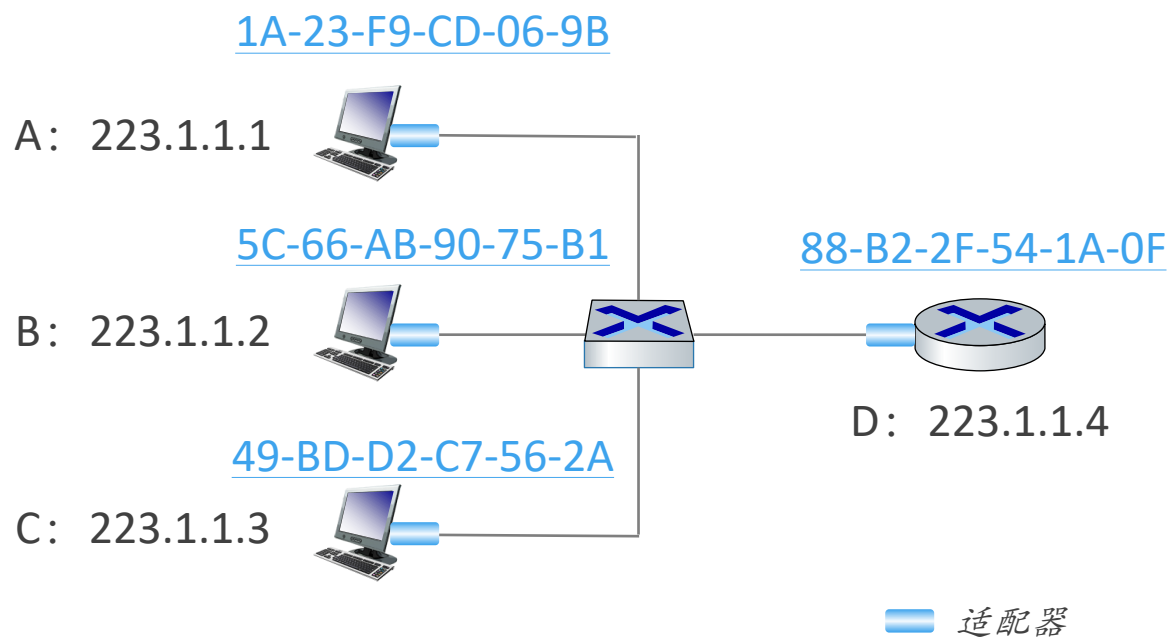 1A-23-F9-CD-06-9B
A： 223.1.1.1
5C-66-AB-90-75-B1
88-B2-2F-54-1A-0F
B： 223.1.1.2
D： 223.1.1.4
49-BD-D2-C7-56-2A
C： 223.1.1.3
适配器